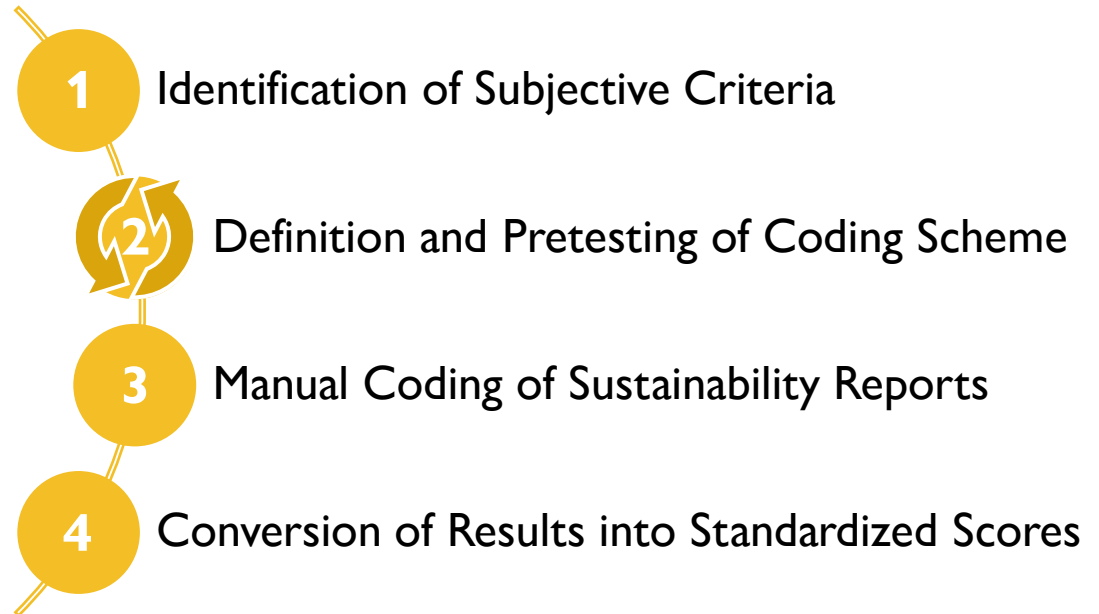 1 Identification of Subjective Criteria
2 Definition and Pretesting of Coding Scheme
3 Manual Coding of Sustainability Reports
4 Conversion of Results into Standardized Scores